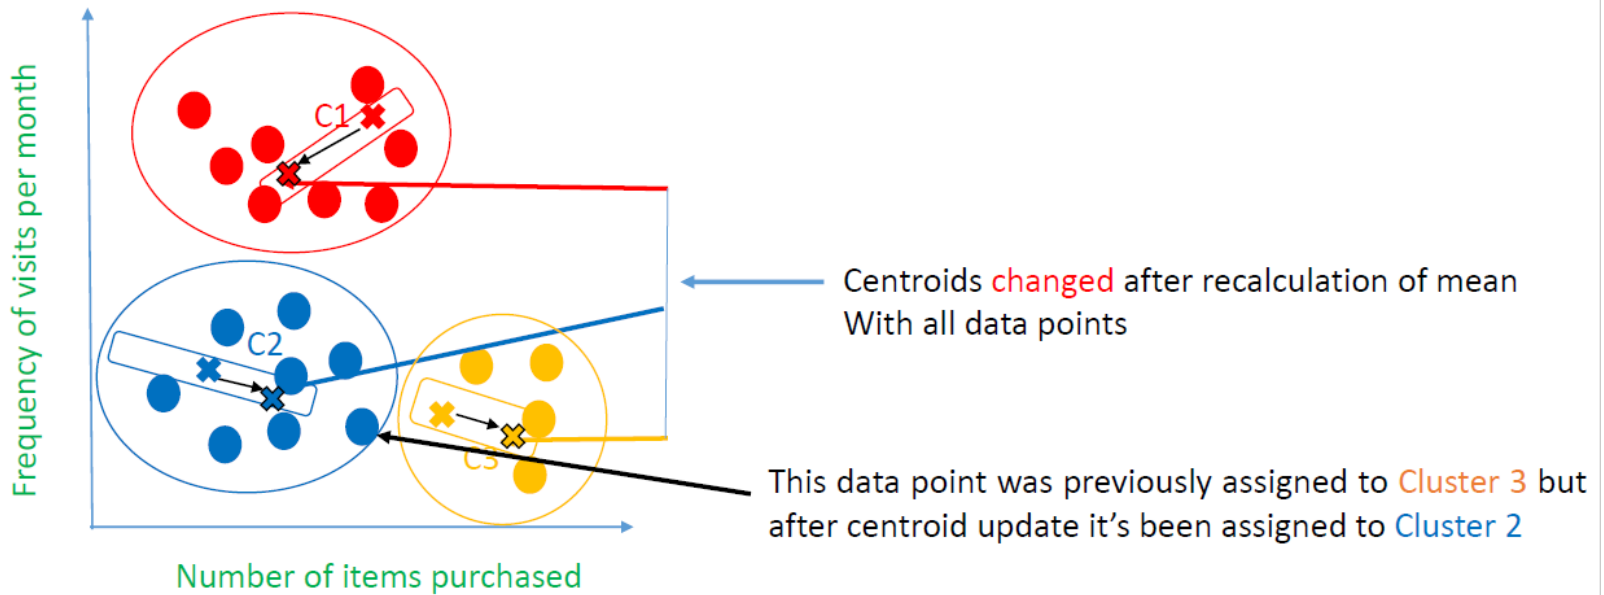 Frequency of visits per month
C1
C2
C3
Centroids changed after recalculation of mean
With all data points
This data point was previously assigned to Cluster 3 but
after centroid update it’s been assigned to Cluster 2
Number of items purchased